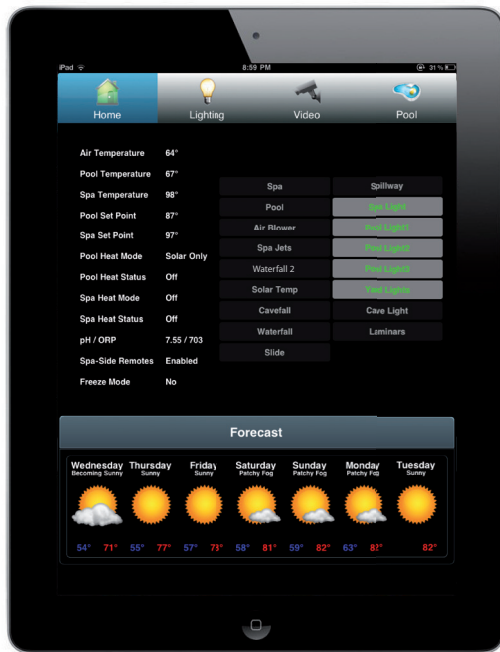 iPad 8:59 PM 31 %
Home Lighting Video Pool
Air Temperature 64°
Pool Temperature 67°
Spa Temperature 98°
Pool Set Point 87°
Spa Set Point 97°
Pool Heat Mode Solar Only
Pool Heat Status Off
Spa Heat Mode Off
Spa Heat Status Off
pH / ORP 7.55 / 703
Spa-Side Remotes Enabled
Freeze Mode No
Spa Spillway
Pool Spa Light
Air Blower Pool Light1
Spa Jets Pool Light2
Waterfall 2 Pool Light3
Solar Temp Yard Lights
Cavefall Cave Light
Waterfall Luminars
Slide
Forecast
Wednesday Thursday Friday Saturday Sunday Monday Tuesday
Becoming Sunny Sunny Sunny Patchy Fog Patchy Fog Patchy Fog Sunny
54° 71° 55° 77° 57° 58° 81° 59° 82° 63° 82°